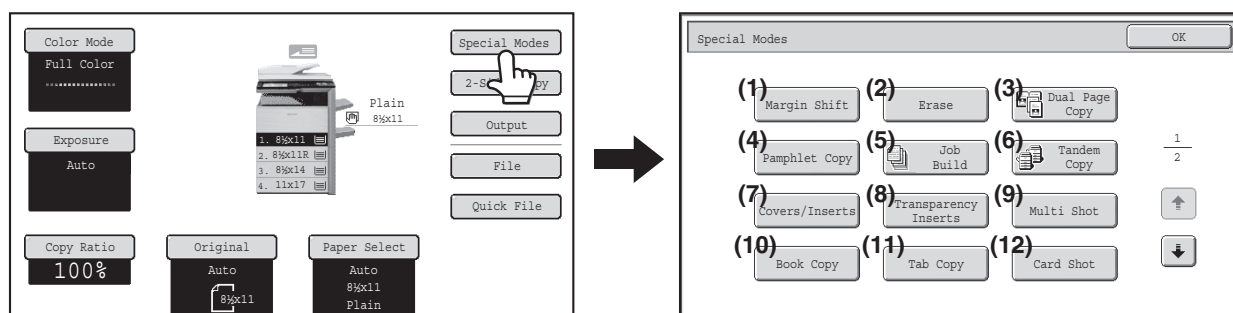 Color Mode
Full Color
Exposure
Auto
Copy Ratio
100%
Original
Auto
8½x11
Paper Select
Auto
8½x11
Plain
Plain
8½x11
1. 8½x11
2. 8½x11R
3. 8½x14
4. 11x17
Special Modes
Output
File
Quick File
Special Modes
OK
(1) Margin Shift
(2) Erase
(3) Dual Page
Copy
(4) Pamphlet Copy
(5) Job
Build
(6) Tandem
Copy
(7) Covers/Inserts
(8) Transparency
Inserts
(9) Multi Shot
(10) Book Copy
(11) Tab Copy
(12) Card Shot
1
2